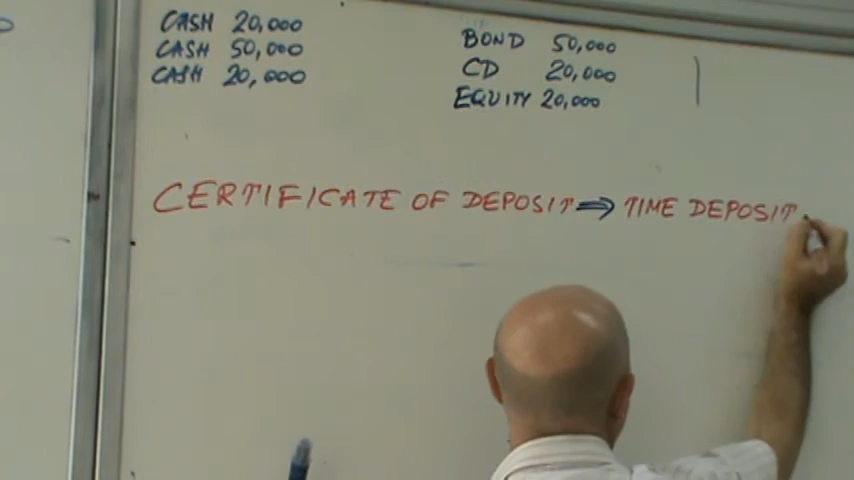 CASH 20,000
CASH 50,000
CASH 20,000
BOND 50,000
CD 20,000
EQUITY 20,000
CERTIFICATE OF DEPOSIT ⇒ TIME DEPOSIT